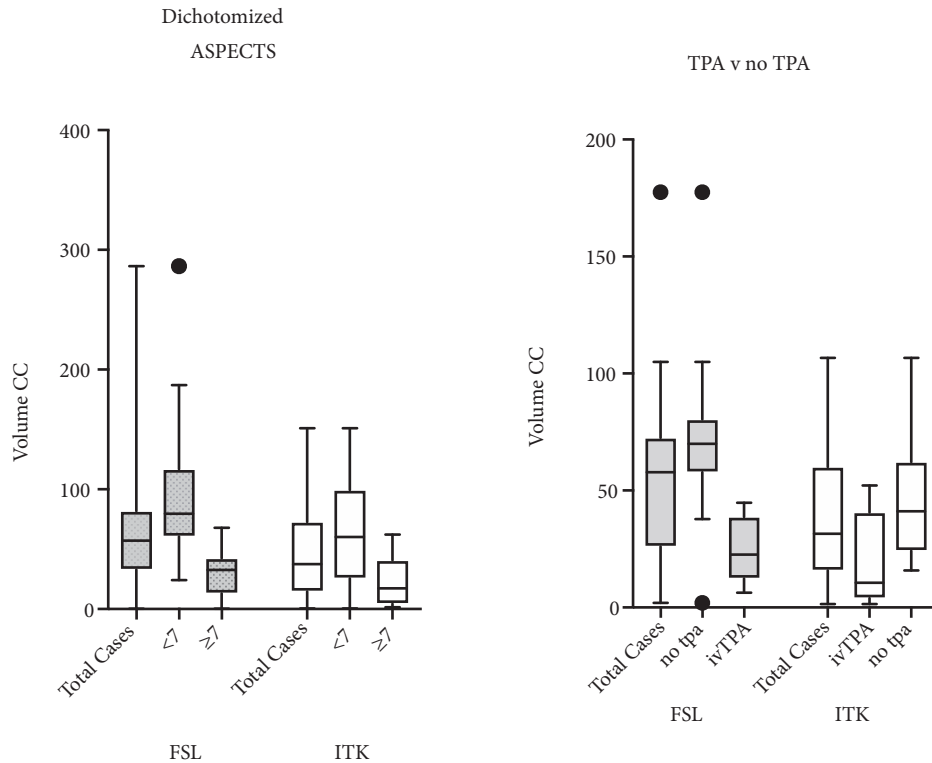 Dichotomized
ASPECTS
400
300
200
100
0
Volume CC
Total Cases
<7
≥7
Total Cases
<7
≥7
FSL
ITK
TPA v no TPA
200
150
100
50
0
Volume CC
Total Cases
no tpa
ivTPA
Total Cases
ivTPA
no tpa
FSL
ITK